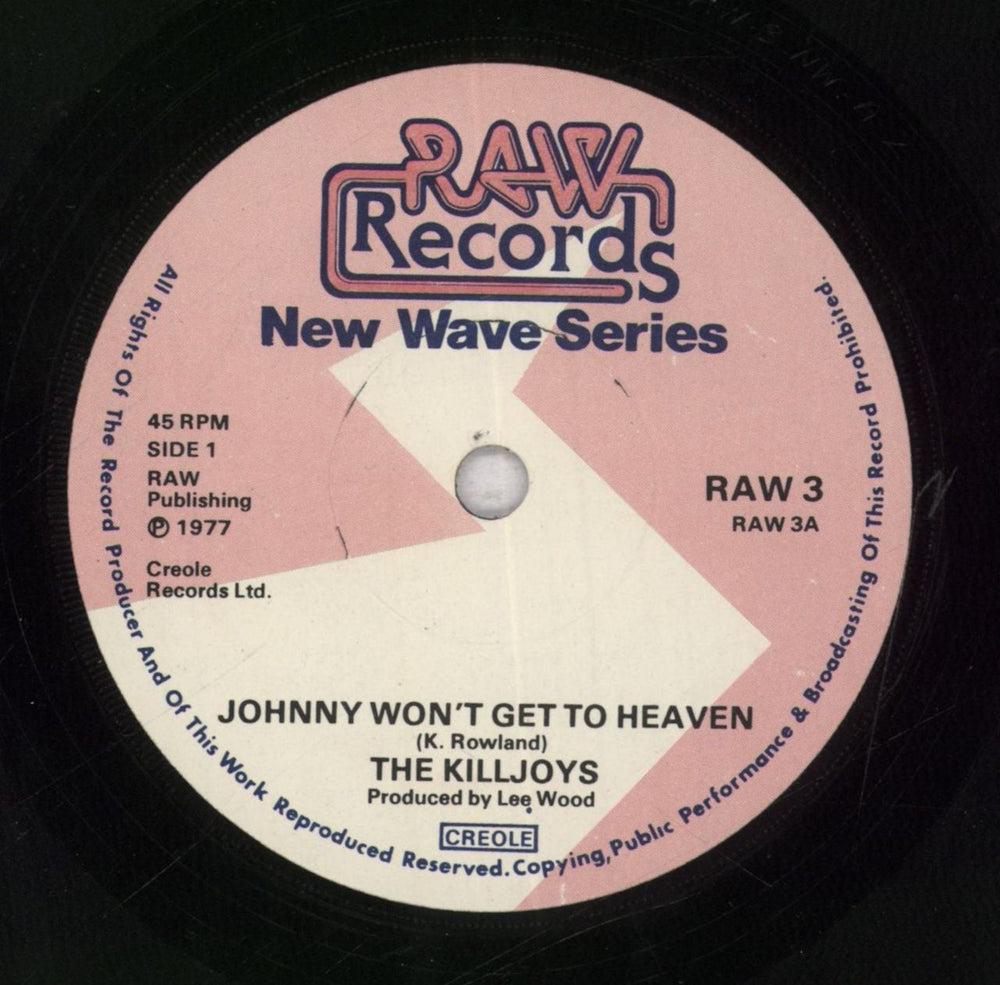 RAW
Records
New Wave Series
45 RPM
SIDE 1
RAW
Publishing
℗ 1977
Creole
Records Ltd.
RAW 3
RAW 3A
JOHNNY WON'T GET TO HEAVEN
(K. Rowland)
THE KILLJOYS
Produced by Lee Wood
CREOLE
All Rights Of The Record Producer And Of This Work Reproduced Reserved. Copying, Public Performance & Broadcasting Of This Record Prohibited.